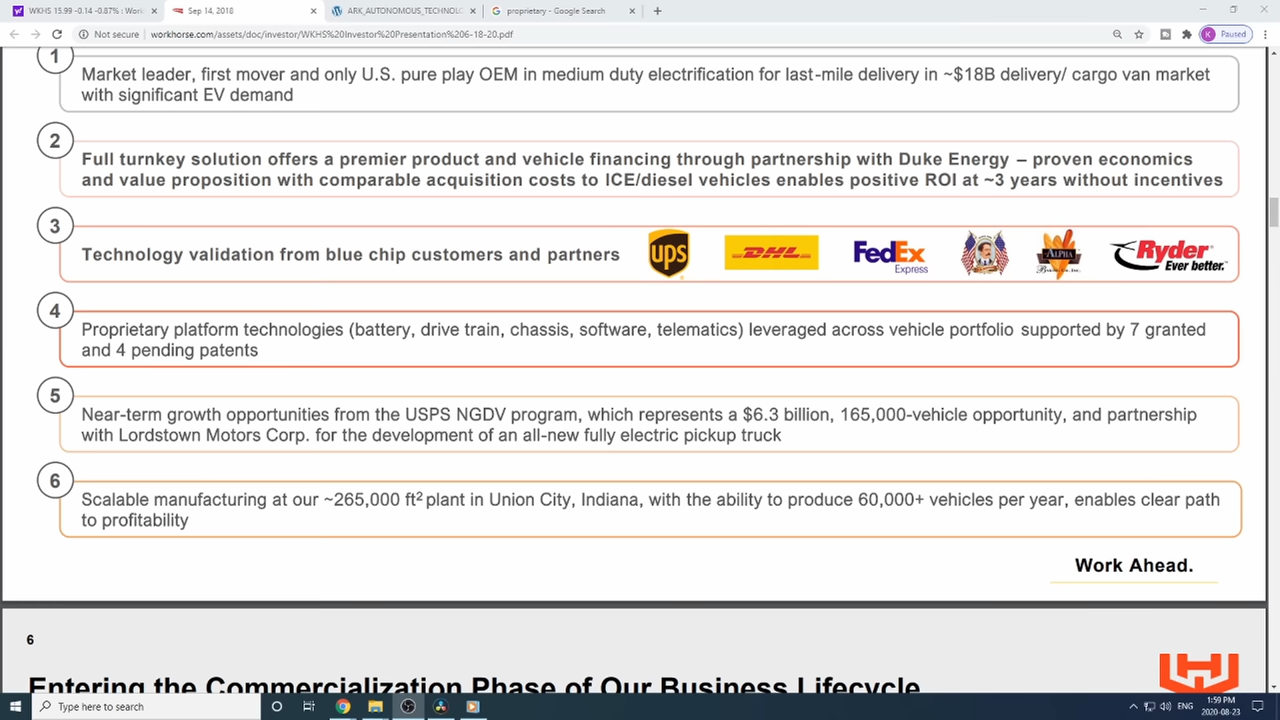 WKHS 15.99 -0.14 -0.87% : Work
Sep 14, 2018
ARK_AUTONOMOUS_TECHNOLO
proprietary - Google Search
Not secure
workhorse.com/assets/doc/investor/WKHS%20Investor%20Presentation%206-18-20.pdf
K Paused
1
Market leader, first mover and only U.S. pure play OEM in medium duty electrification for last-mile delivery in ~$18B delivery/ cargo van market
with significant EV demand
2
Full turnkey solution offers a premier product and vehicle financing through partnership with Duke Energy – proven economics
and value proposition with comparable acquisition costs to ICE/diesel vehicles enables positive ROI at ~3 years without incentives
3
Technology validation from blue chip customers and partners
ups
DHL
FedEx
Express
ALPHA
Ryder
Ever better.
4
Proprietary platform technologies (battery, drive train, chassis, software, telematics) leveraged across vehicle portfolio supported by 7 granted
and 4 pending patents
5
Near-term growth opportunities from the USPS NGDV program, which represents a $6.3 billion, 165,000-vehicle opportunity, and partnership
with Lordstown Motors Corp. for the development of an all-new fully electric pickup truck
6
Scalable manufacturing at our ~265,000 ft² plant in Union City, Indiana, with the ability to produce 60,000+ vehicles per year, enables clear path
to profitability
Work Ahead.
6
Entering the Commercialization Phase of Our Business Lifecycle
Type here to search
ENG
1:59 PM
2020-08-23